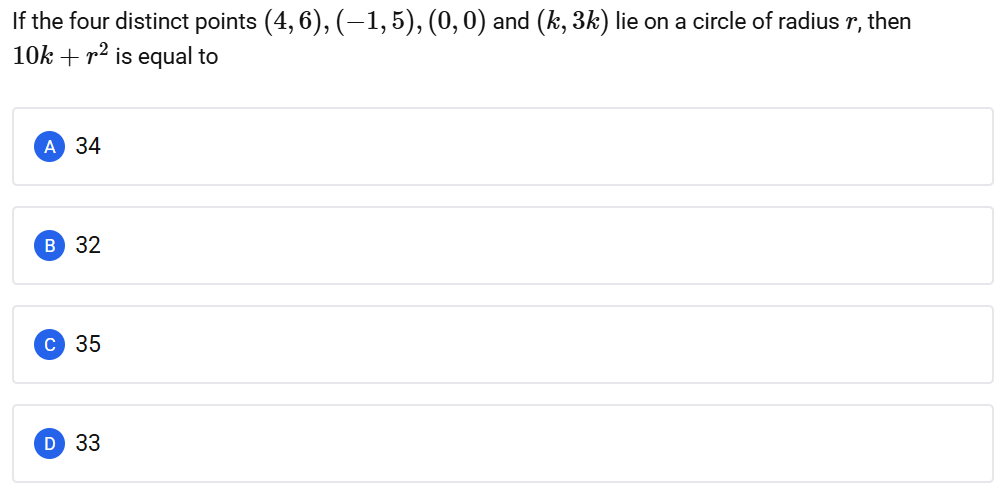 If the four distinct points (4, 6), (−1, 5), (0, 0) and (k, 3k) lie on a circle of radius r, then
10k + r² is equal to
A 34
B 32
C 35
D 33